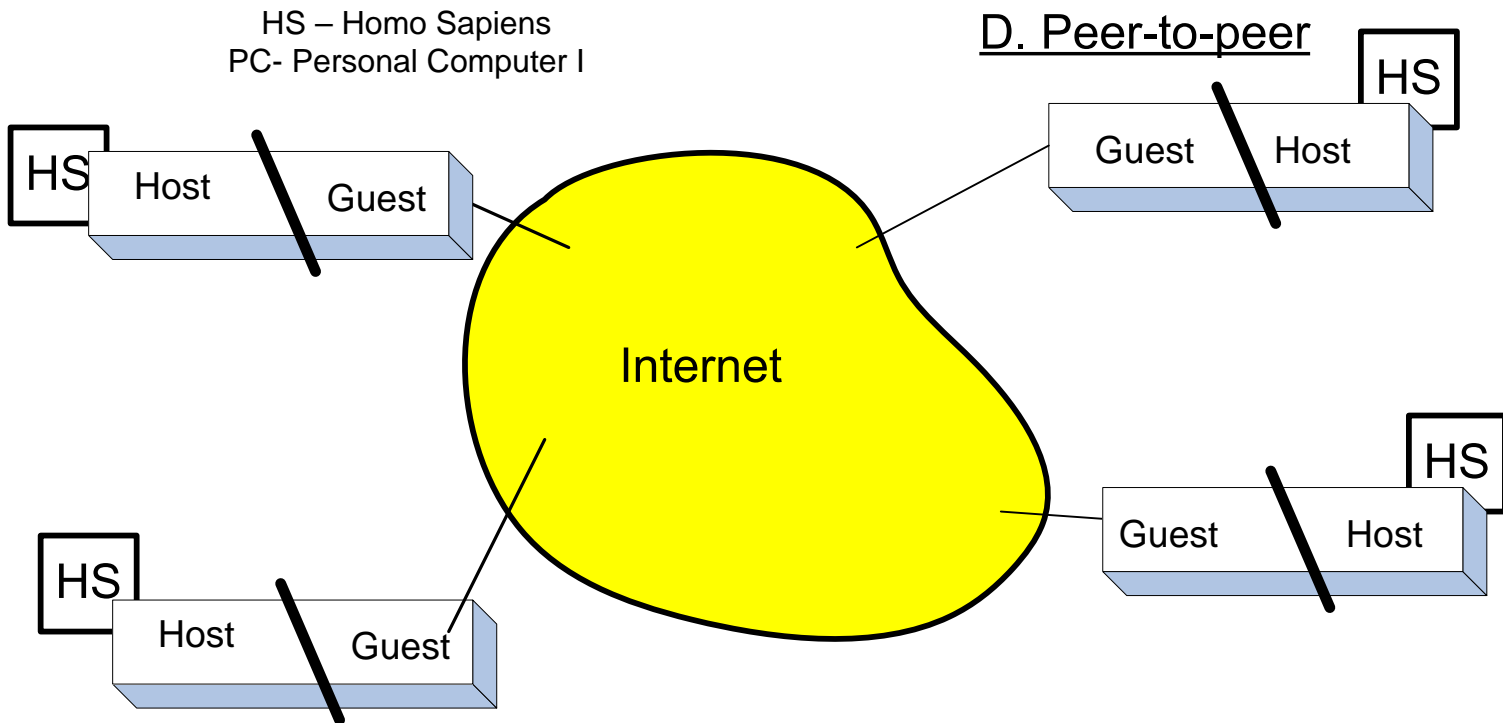 HS – Homo Sapiens
PC- Personal Computer I
D. Peer-to-peer
HS
Guest Host
HS
Host Guest
Internet
HS
Guest Host
HS
Host Guest